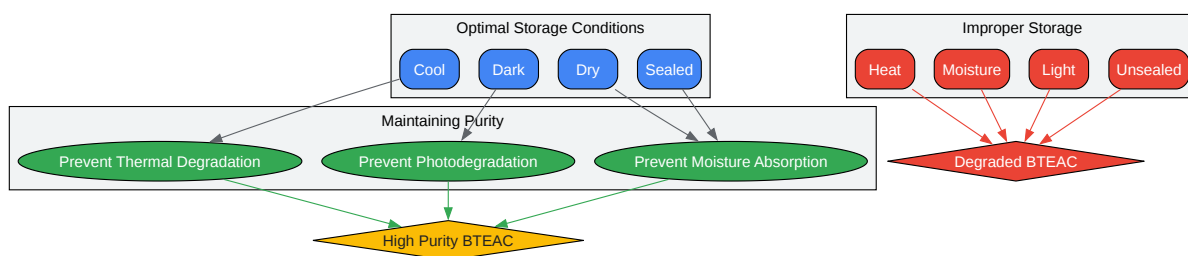 Optimal Storage Conditions
Improper Storage
Cool
Dark
Dry
Sealed
Heat
Moisture
Light
Unsealed
Maintaining Purity
Prevent Thermal Degradation
Prevent Photodegradation
Prevent Moisture Absorption
Degraded BTEAC
High Purity BTEAC